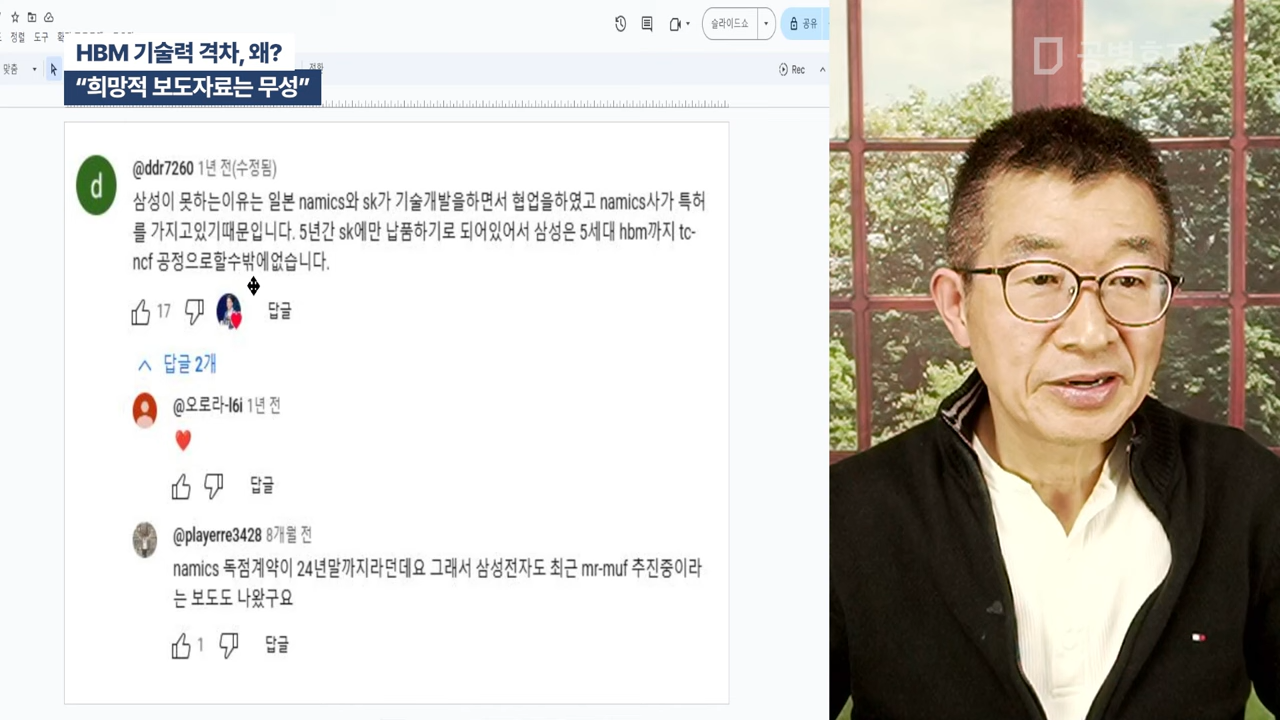 슬라이드쇼
공유
정렬 도구
맞춤
Rec
HBM 기술력 격차, 왜?
“희망적 보도자료는 무성”
d
@ddr7260 1년 전(수정됨)
삼성이 못하는이유는 일본 namics와 sk가 기술개발을하면서 협업을하였고 namics사가 특허
를 가지고있기때문입니다. 5년간 sk에만 납품하기로 되어있어서 삼성은 5세대 hbm까지 tc-
ncf 공정으로할수밖에없습니다.
17
답글
답글 2개
@오로라-l6i 1년 전
답글
@playerre3428 8개월 전
namics 독점계약이 24년말까지라던데요 그래서 삼성전자도 최근 mr-muf 추진중이라
는 보도도 나왔구요
1
답글